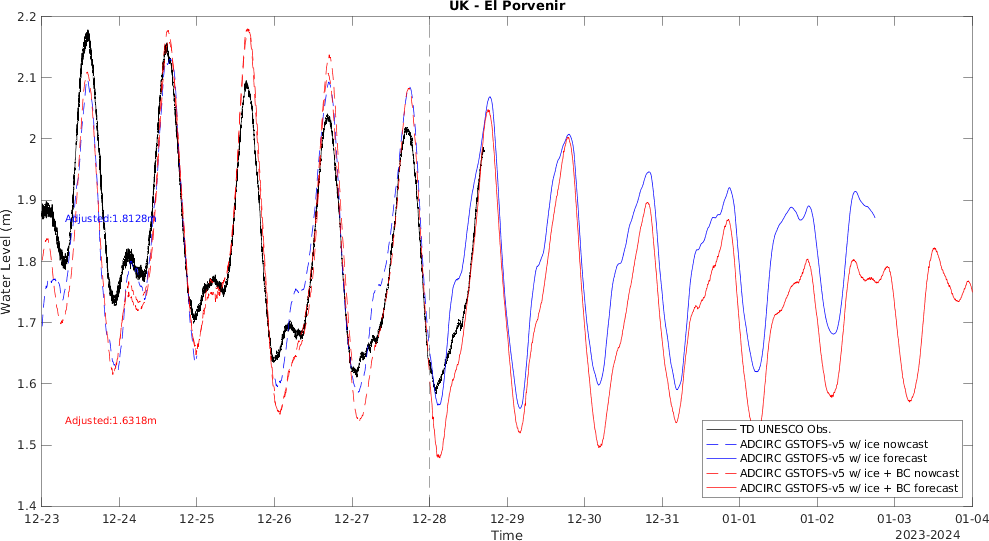 UK - El Porvenir
2.2
2.1
2
1.9
1.8
1.7
1.6
1.5
1.4
Water Level (m)
Adjusted:1.8128m
Adjusted:1.6318m
TD UNESCO Obs.
ADCIRC GSTOFS-v5 w/ ice nowcast
ADCIRC GSTOFS-v5 w/ ice forecast
ADCIRC GSTOFS-v5 w/ ice + BC nowcast
ADCIRC GSTOFS-v5 w/ ice + BC forecast
12-23 12-24 12-25 12-26 12-27 12-28 12-29 12-30 12-31 01-01 01-02 01-03 01-04
Time
2023-2024